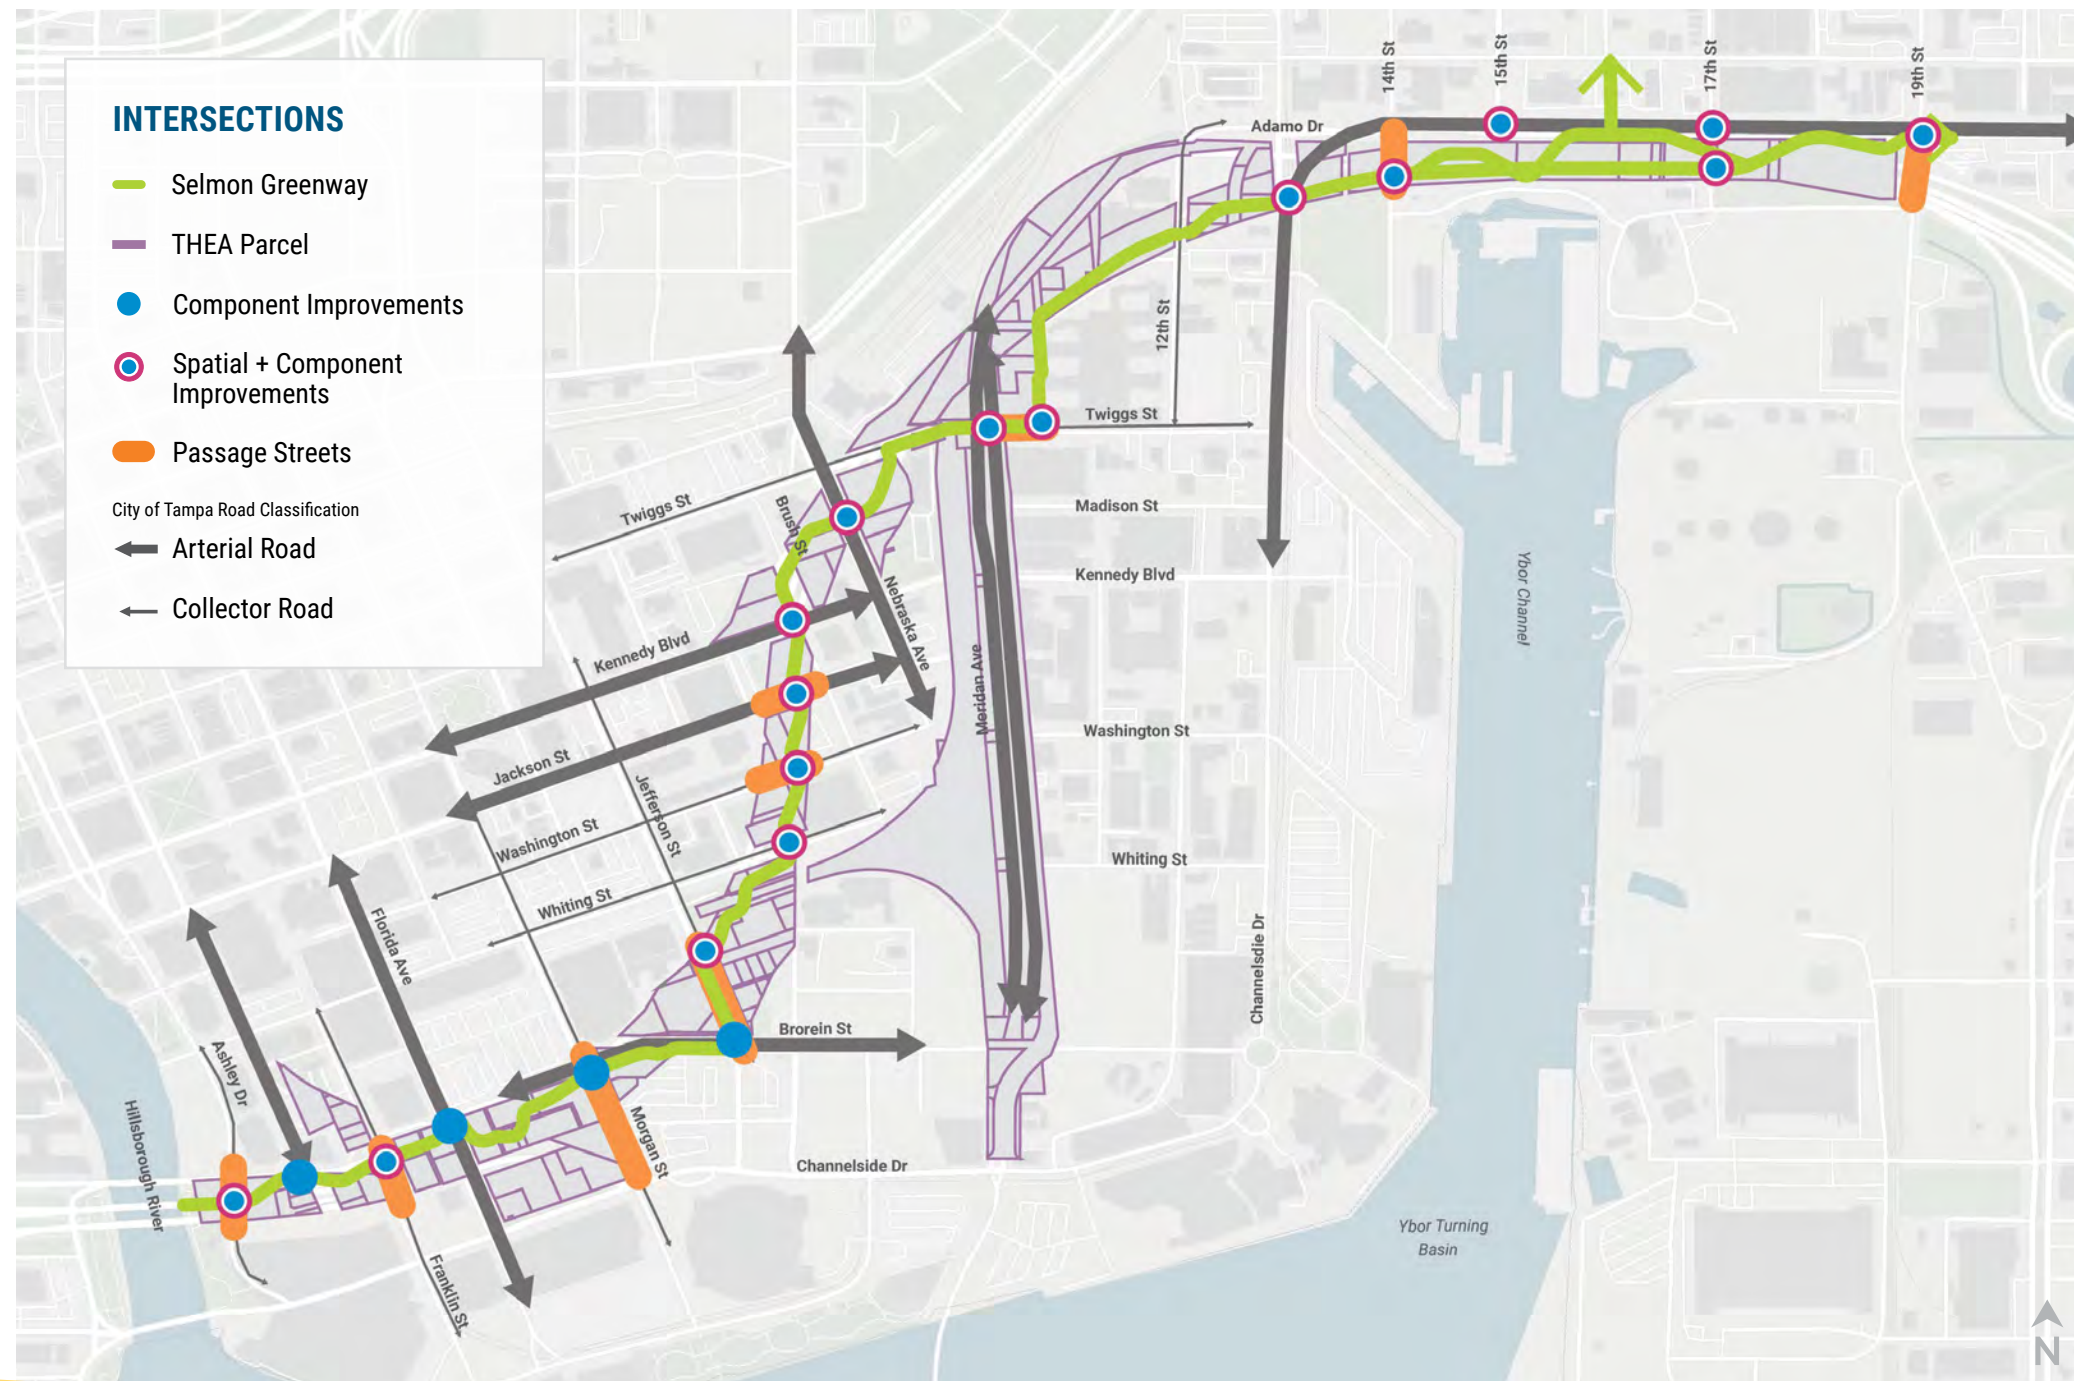 INTERSECTIONS
Selmon Greenway
THEA Parcel
Component Improvements
Spatial + Component
Improvements
Passage Streets
City of Tampa Road Classification
Arterial Road
Collector Road
14th St
15th St
17th St
19th St
Adamo Dr
12th St
Twiggs St
Twiggs St
Brush St
Madison St
Kennedy Blvd
Nebraska Ave
Kennedy Blvd
Ybor Channel
Meridan Ave
Washington St
Jackson St
Jefferson St
Washington St
Whiting St
Whiting St
Florida Ave
Channelsdie Dr
Brorein St
Ashley Dr
Hillsborough River
Morgan St
Channelside Dr
Franklin St
Ybor Turning
Basin
N